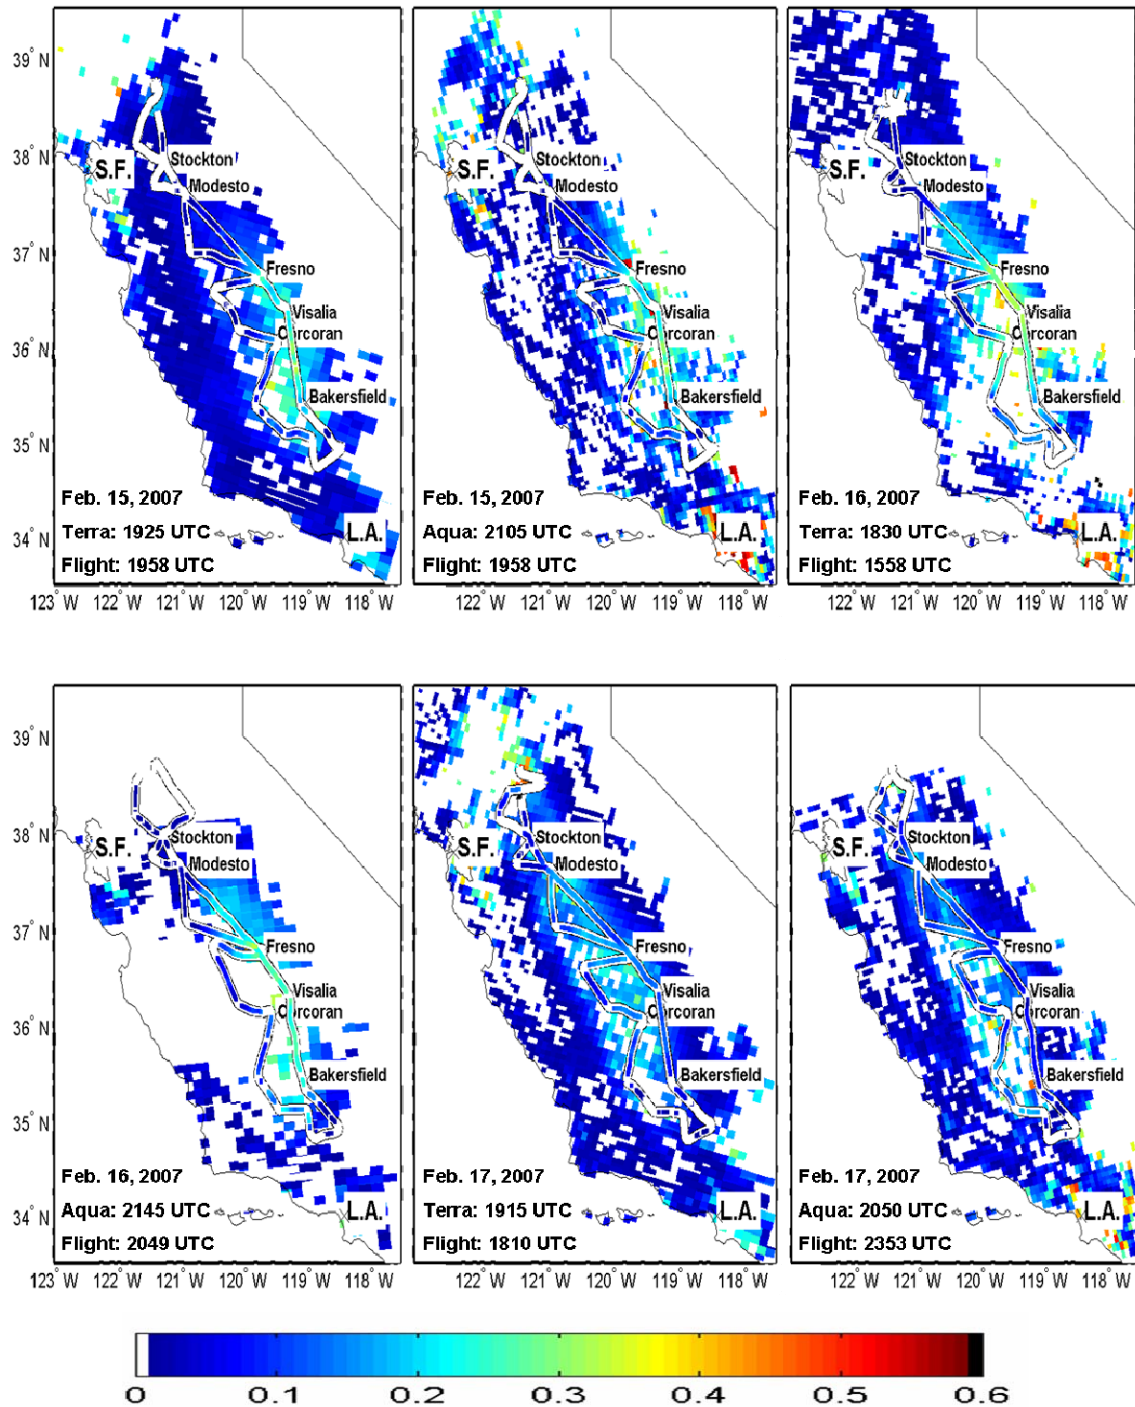 39° N
38° N
37° N
36° N
35° N
34° N
S.F.
Stockton
Modesto
Fresno
Visalia
Corcoran
Bakersfield
L.A.
Feb. 15, 2007
Terra: 1925 UTC
Flight: 1958 UTC
123° W 122° W 121° W 120° W 119° W 118° W
S.F.
Stockton
Modesto
Fresno
Visalia
Corcoran
Bakersfield
L.A.
Feb. 15, 2007
Aqua: 2105 UTC
Flight: 1958 UTC
122° W 121° W 120° W 119° W 118° W
S.F.
Stockton
Modesto
Fresno
Visalia
Corcoran
Bakersfield
L.A.
Feb. 16, 2007
Terra: 1830 UTC
Flight: 1558 UTC
122° W 121° W 120° W 119° W 118° W
39° N
38° N
37° N
36° N
35° N
34° N
S.F.
Stockton
Modesto
Fresno
Visalia
Corcoran
Bakersfield
L.A.
Feb. 16, 2007
Aqua: 2145 UTC
Flight: 2049 UTC
123° W 122° W 121° W 120° W 119° W 118° W
S.F.
Stockton
Modesto
Fresno
Visalia
Corcoran
Bakersfield
L.A.
Feb. 17, 2007
Terra: 1915 UTC
Flight: 1810 UTC
122° W 121° W 120° W 119° W 118° W
S.F.
Stockton
Modesto
Fresno
Visalia
Corcoran
Bakersfield
L.A.
Feb. 17, 2007
Aqua: 2050 UTC
Flight: 2353 UTC
122° W 121° W 120° W 119° W 118° W
0 0.1 0.2 0.3 0.4 0.5 0.6